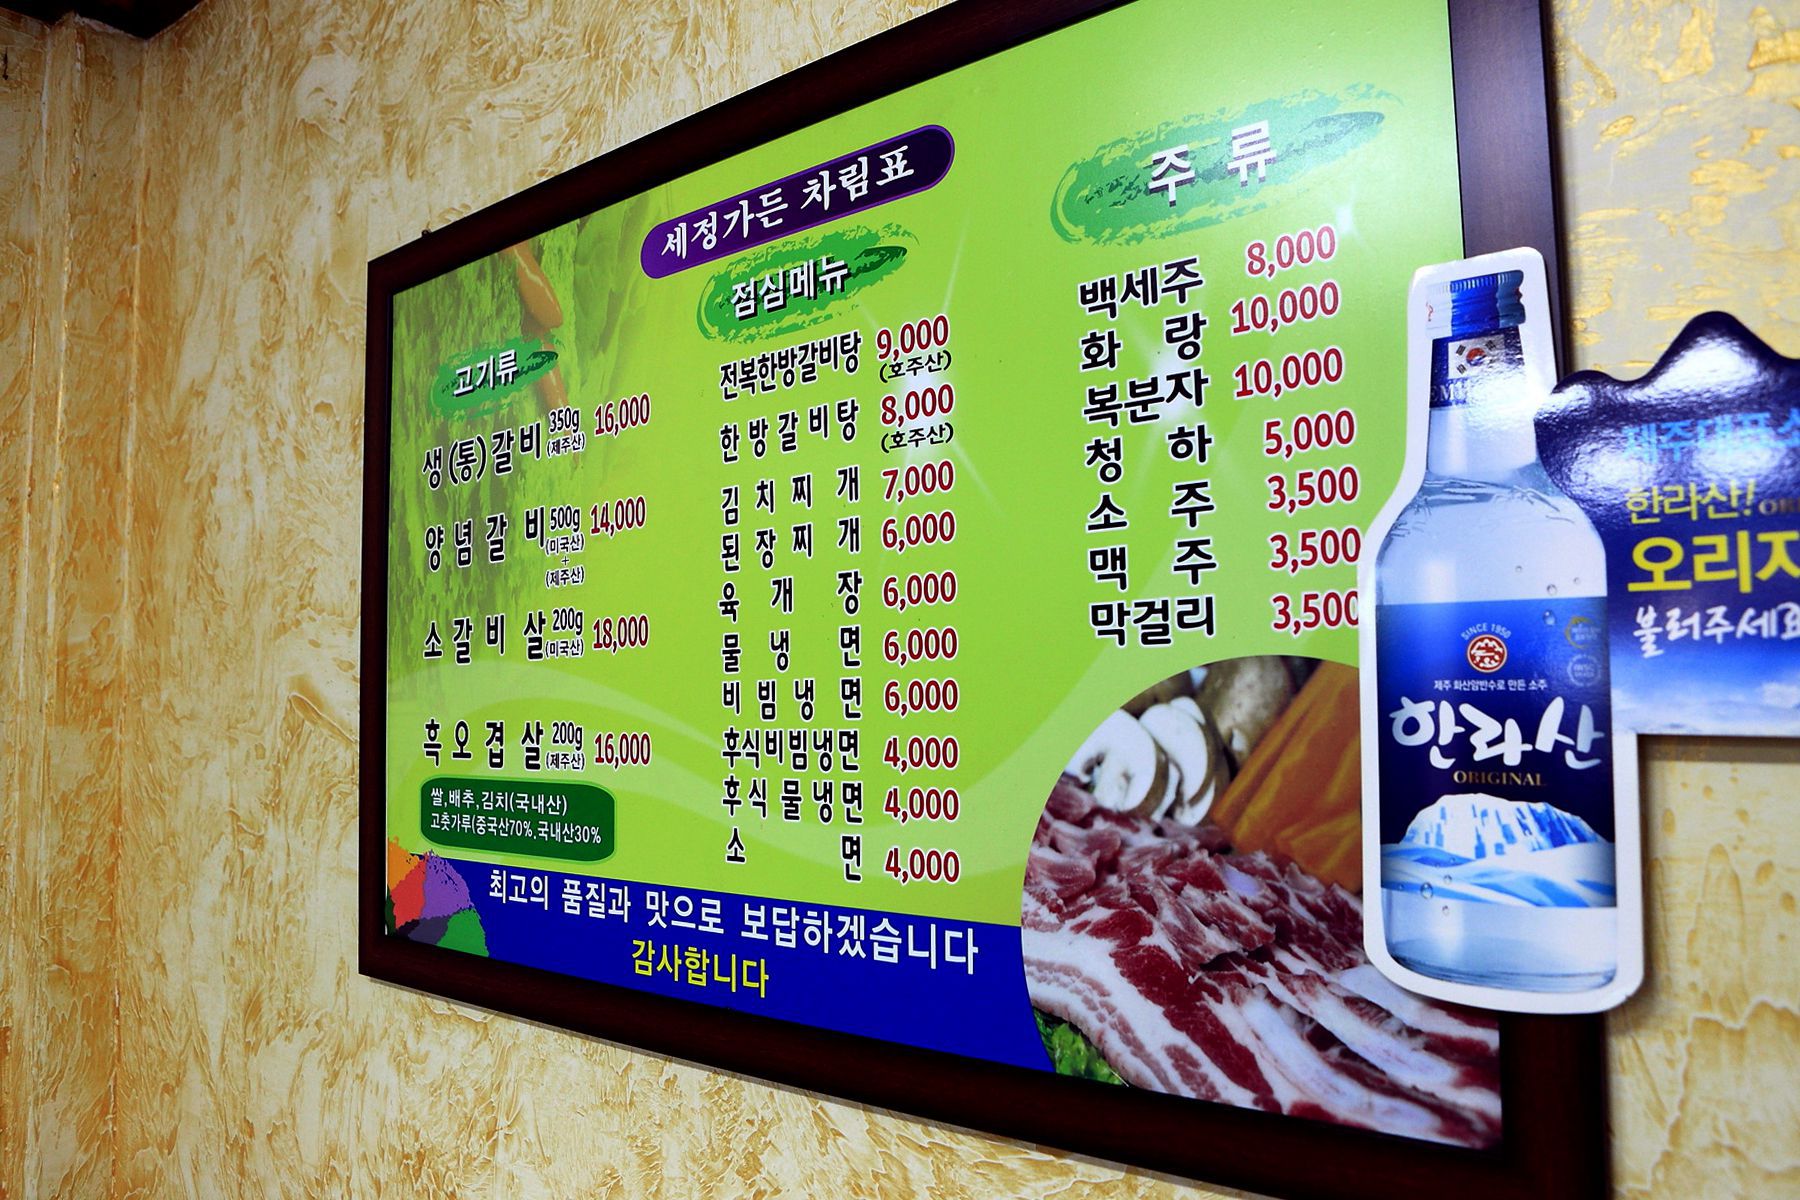 세정가든 차림표
고기류
생(통)갈비 350g (제주산) 16,000
양념갈비 500g (미국산) + (제주산) 14,000
소갈비살 200g (미국산) 18,000
흑오겹살 200g (제주산) 16,000
쌀,배추,김치(국내산)
고춧가루(중국산70%.국내산30%
점심메뉴
전복한방갈비탕 9,000 (호주산)
한방갈비탕 8,000 (호주산)
김치찌개 7,000
된장찌개 6,000
육개장 6,000
물냉면 6,000
비빔냉면 6,000
후식비빔냉면 4,000
후식물냉면 4,000
소면 4,000
주류
백세주 8,000
화랑 10,000
복분자 10,000
청하 5,000
소주 3,500
맥주 3,500
막걸리 3,500
최고의 품질과 맛으로 보답하겠습니다
감사합니다
SINCE 1950
제주 화산암반수로 만든 소주
한라산
ORIGINAL
제주대표
한라산!
오리지
불러주세요